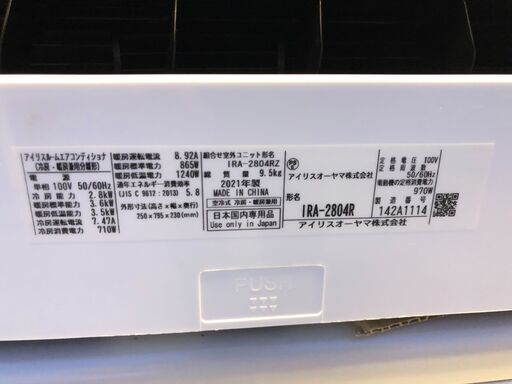 アイリスルームエアコンディショナ
(冷房・暖房兼用分離形)
電源
単相 100V 50/60Hz
冷房能力 2.8kW
暖房標準能力 3.6kW
暖房低温能力 3.5kW
冷房運転電流 7.47A
冷房消費電力 710W
暖房運転電流 8.92A
暖房標準電力 865W
暖房低温電力 1240W
通年エネルギー消費効率
(JIS C 9612：2013) 5.8
外形寸法(高さ×幅×奥行)
250×795×230(mm)
組合せ室外ユニット形名
IRA-2804RZ
総質量 9.5kg
2021年製
MADE IN CHINA
空冷式 冷房・暖房兼用
日本国内専用品
Use only in Japan
アイリスオーヤマ株式会社
形名
IRA-2804R
定格電圧 100V
定格周波数
50/60Hz
電動機の定格消費電力
970W
製造番号
142A1114
アイリスオーヤマ株式会社
PUSH